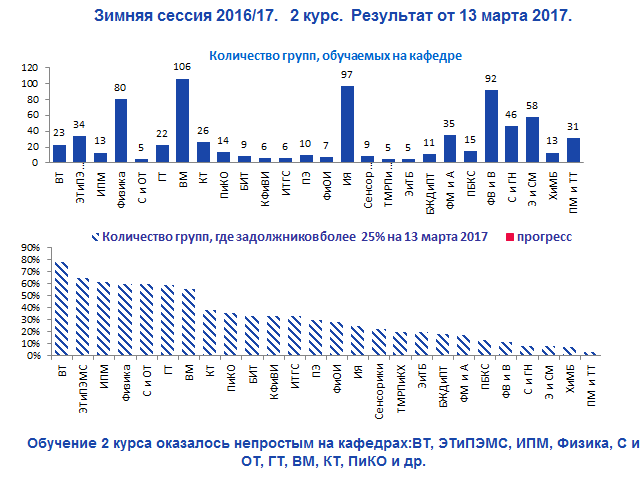 Зимняя сессия 2016/17. 2 курс. Результат от 13 марта 2017.
Количество групп, обучаемых на кафедре
120
100
80
60
40
20
0
23 34 13 80 5 22 106 26 14 9 6 6 10 7 97 9 5 5 11 35 15 92 46 58 13 31
ВТ ЭТиПЭ... ИПМ Физика С и ОТ ГТ ВМ КТ ПиКО БИТ КФиВИ ИТГС ПЭ ФиОИ ИЯ Сенсор... ТМРПи... ЭиТБ БЖДиПТ ФМ и А ПБКС ФВ и В С и ГН Э и СМ ХиМБ ПМ и ТТ
Количество групп, где задолжников более 25% на 13 марта 2017 прогресс
90%
80%
70%
60%
50%
40%
30%
20%
10%
0%
ВТ ЭТиПЭМС ИПМ Физика С и ОТ ГТ ВМ КТ ПиКО БИТ КФиВИ ИТГС ПЭ ФиОИ ИЯ Сенсорики ТМРПиКХ ЭиТБ БЖДиПТ ФМ и А ПБКС ФВ и В С и ГН Э и СМ ХиМБ ПМ и ТТ
Обучение 2 курса оказалось непростым на кафедрах:ВТ, ЭТиПЭМС, ИПМ, Физика, С и
ОТ, ГТ, ВМ, КТ, ПиКО и др.